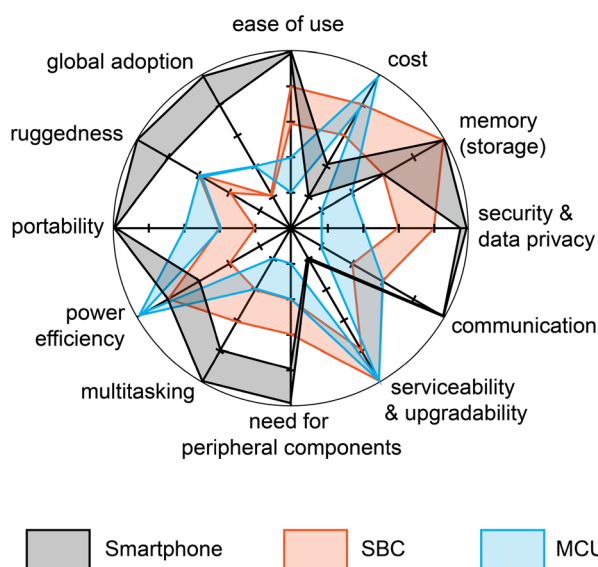 ease of use
global adoption
cost
ruggedness
memory
(storage)
portability
security &
data privacy
power
efficiency
communication
multitasking
serviceability
& upgradability
need for
peripheral components
Smartphone
SBC
MCU